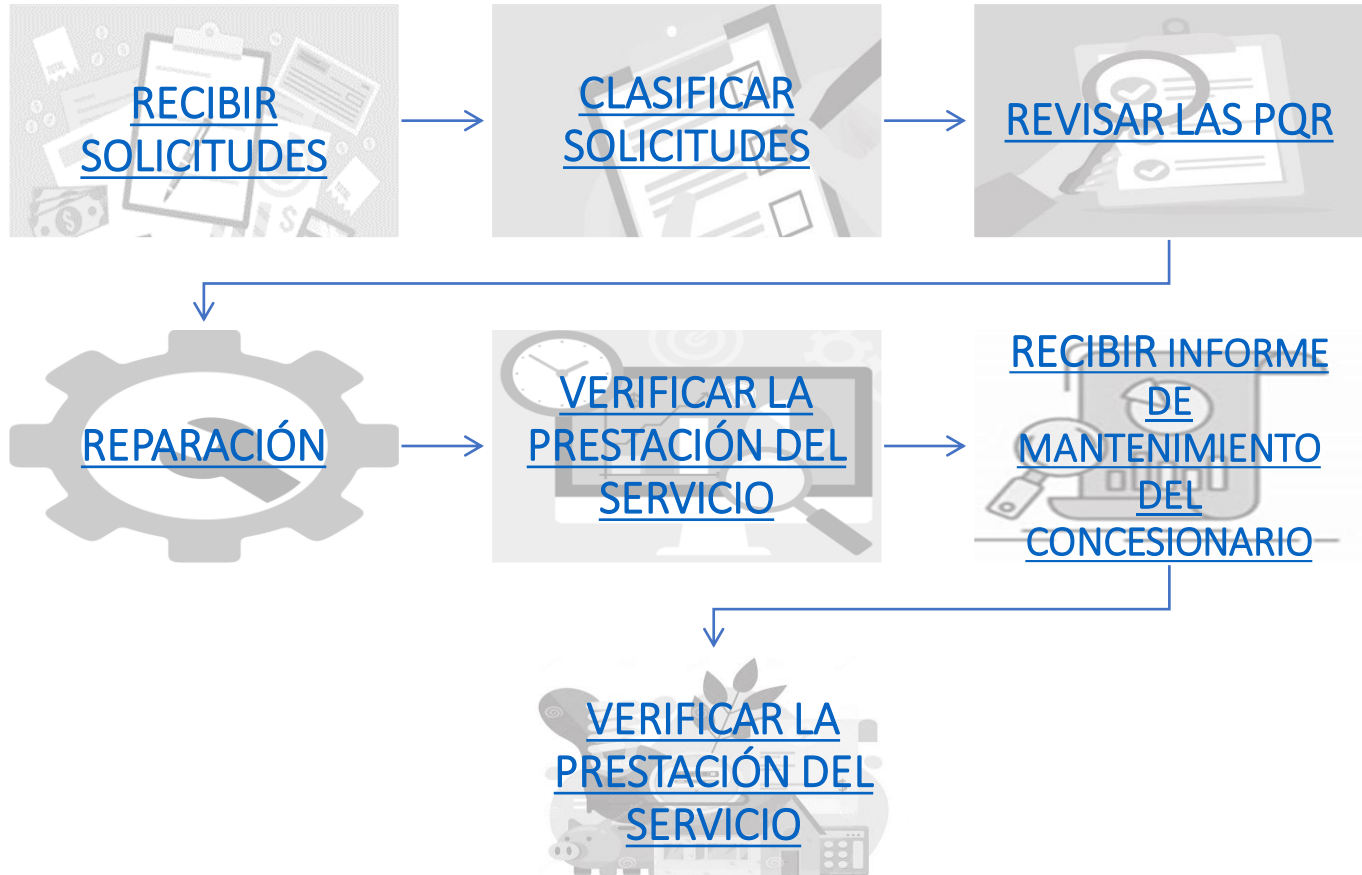 RECIBIR
SOLICITUDES
CLASIFICAR
SOLICITUDES
REVISAR LAS PQR
REPARACIÓN
VERIFICAR LA
PRESTACIÓN DEL
SERVICIO
RECIBIR INFORME
DE
MANTENIMIENTO
DEL
CONCESIONARIO
VERIFICAR LA
PRESTACIÓN DEL
SERVICIO